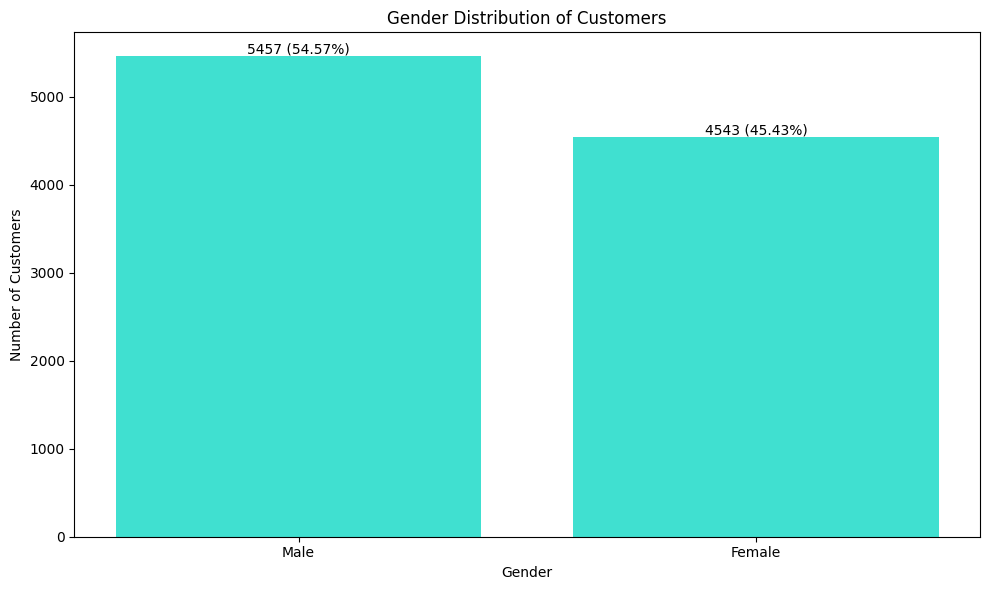 Gender Distribution of Customers
5457 (54.57%)
4543 (45.43%)
5000
4000
3000
2000
1000
0
Number of Customers
Male
Female
Gender